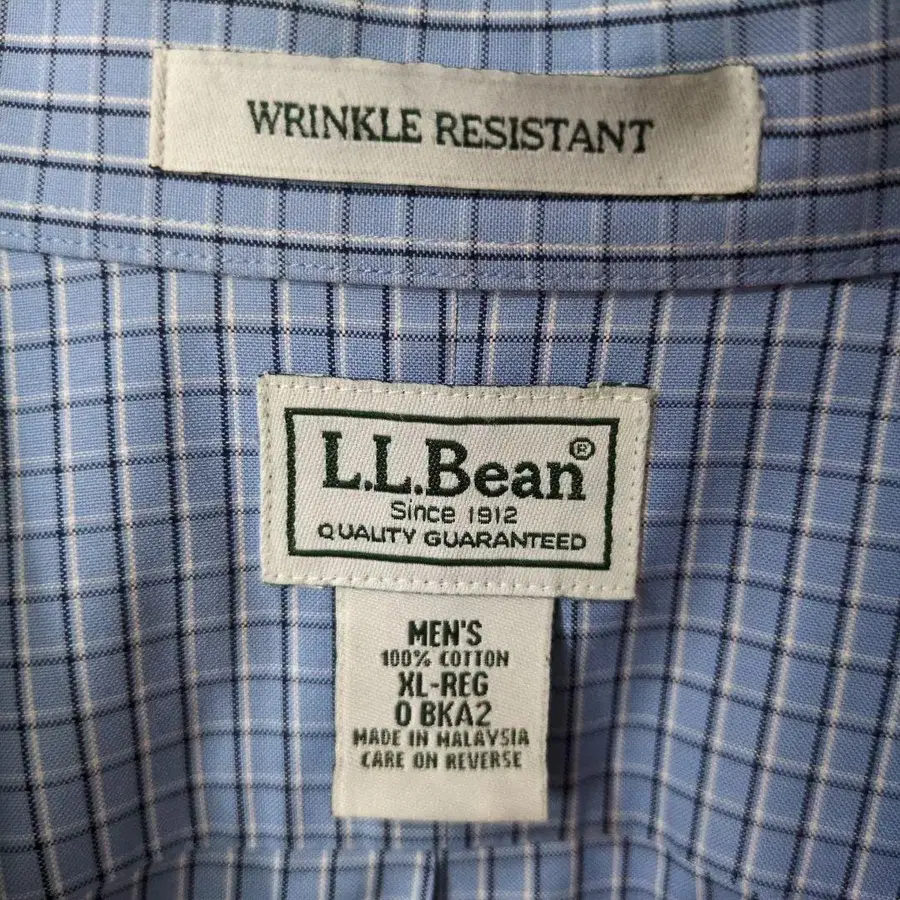 WRINKLE RESISTANT
L.L.Bean®
Since 1912
QUALITY GUARANTEED
MEN'S
100% COTTON
XL-REG
0 BKA2
MADE IN MALAYSIA
CARE ON REVERSE